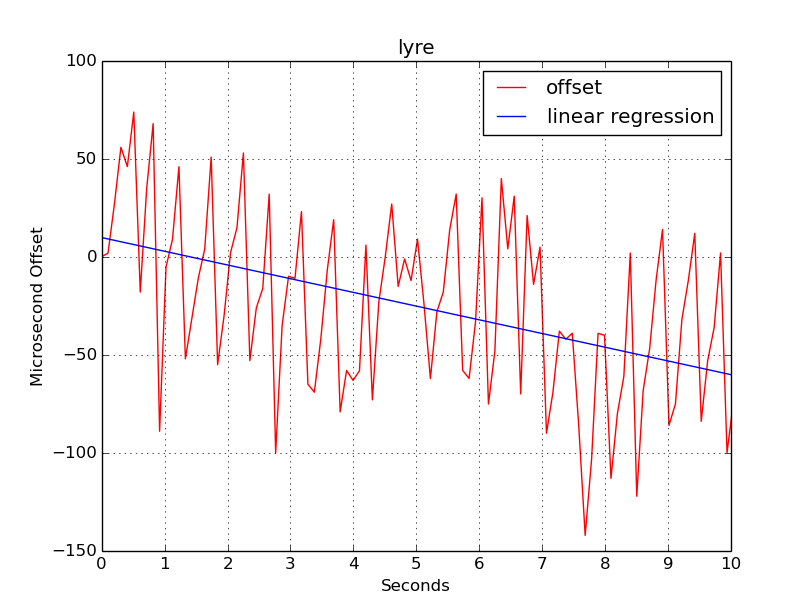 lyre
100
50
0
−50
−100
−150
Microsecond Offset
offset
linear regression
0 1 2 3 4 5 6 7 8 9 10
Seconds